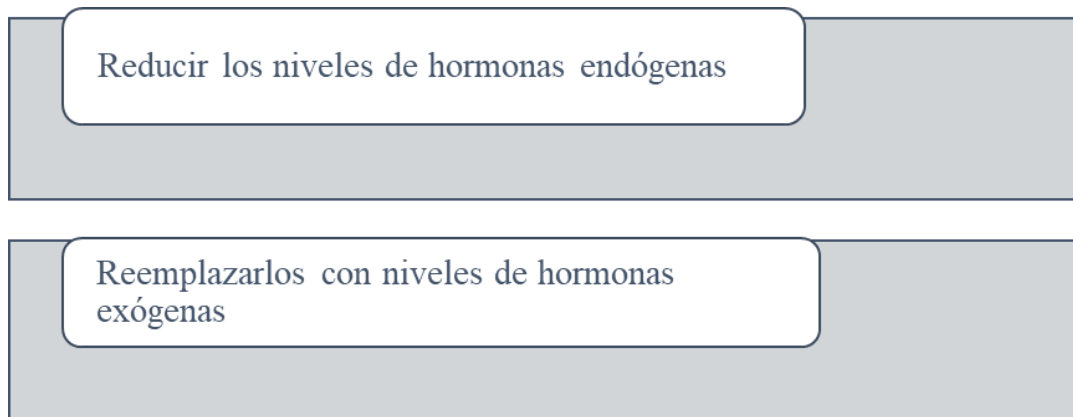 Reducir los niveles de hormonas endógenas
Reemplazarlos con niveles de hormonas
exógenas